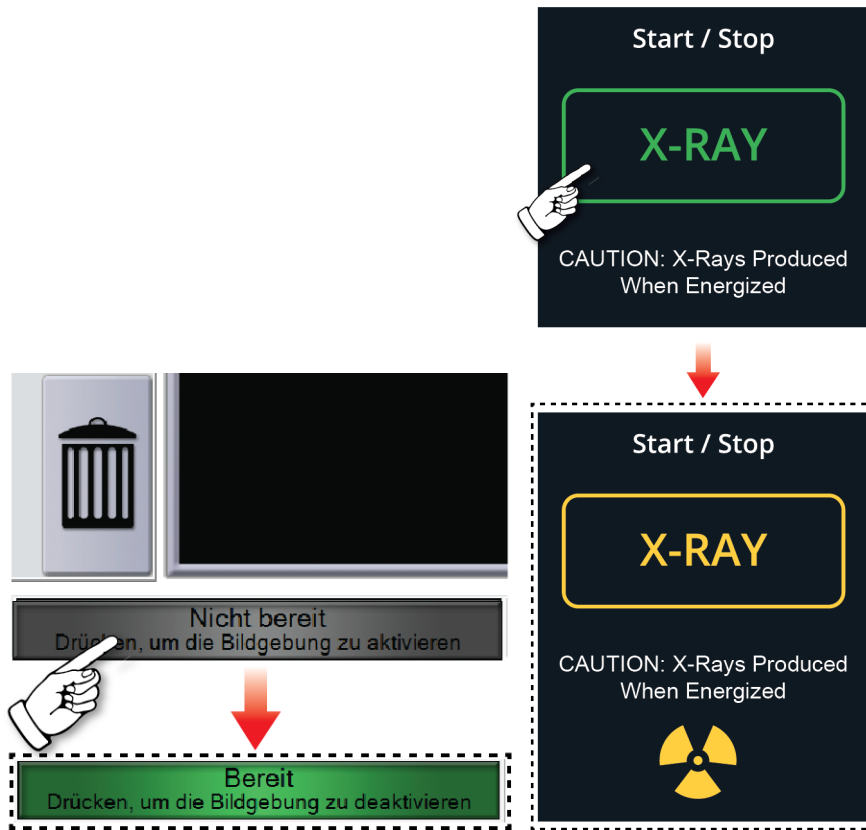 Start / Stop
X-RAY
CAUTION: X-Rays Produced
When Energized
Start / Stop
X-RAY
CAUTION: X-Rays Produced
When Energized
Nicht bereit
Drücken, um die Bildgebung zu aktivieren
Bereit
Drücken, um die Bildgebung zu deaktivieren